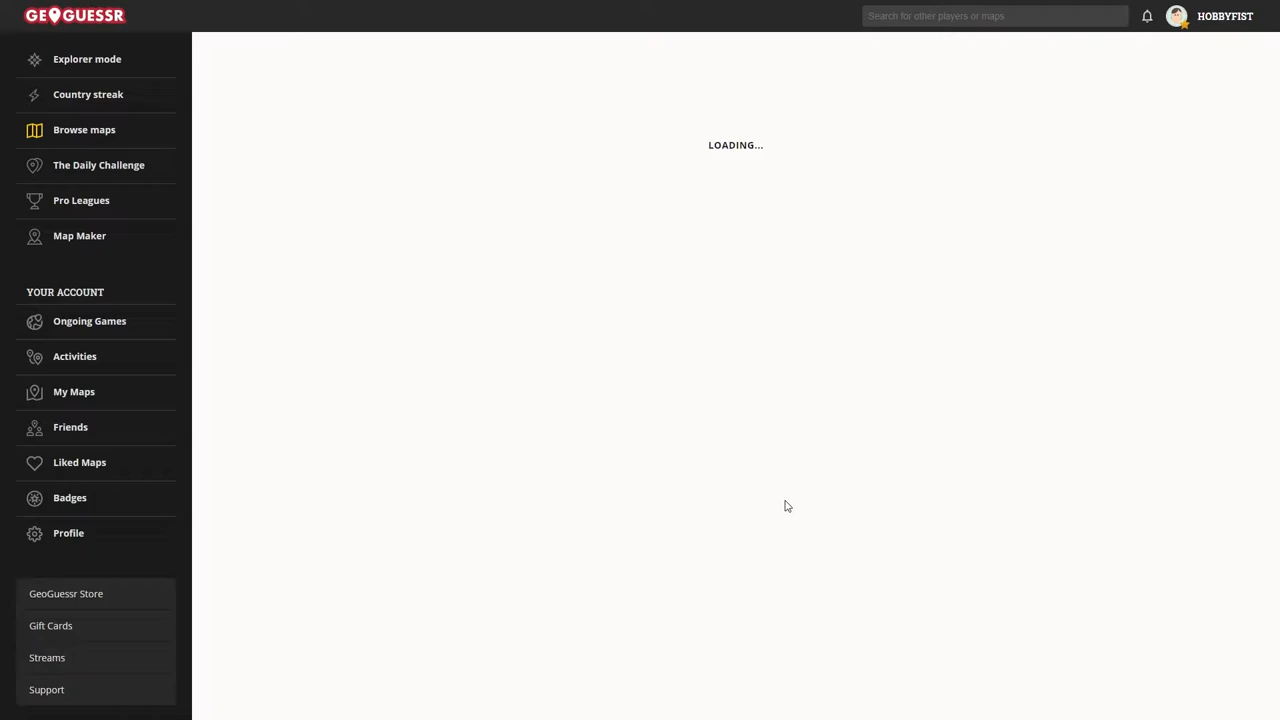 GEOGUESSR
Search for other players or maps
HOBBYFIST
Explorer mode
Country streak
Browse maps
The Daily Challenge
Pro Leagues
Map Maker
YOUR ACCOUNT
Ongoing Games
Activities
My Maps
Friends
Liked Maps
Badges
Profile
GeoGuessr Store
Gift Cards
Streams
Support
LOADING...